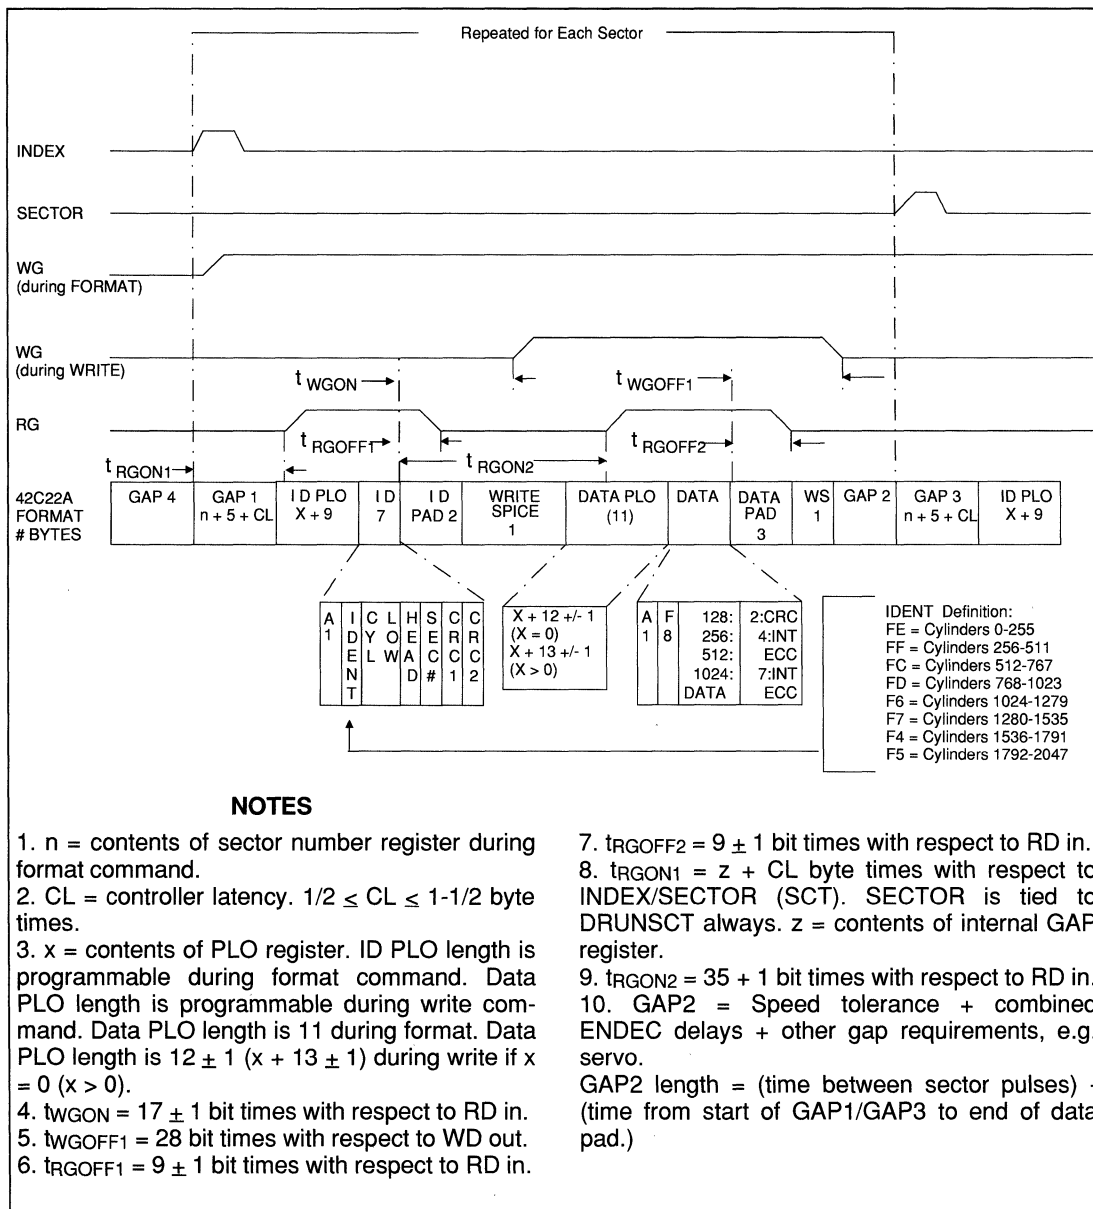 Repeated for Each Sector
INDEX
SECTOR
WG
(during FORMAT)
WG
(during WRITE)
t WGON
t WGOFF1
RG
t RGOFF1
t RGOFF2
t RGON1
t RGON2
42C22A
FORMAT
# BYTES
GAP 4
GAP 1
n + 5 + CL
ID PLO
X + 9
ID
7
ID
PAD 2
WRITE
SPICE
1
DATA PLO
(11)
DATA
DATA
PAD
3
WS
1
GAP 2
GAP 3
n + 5 + CL
ID PLO
X + 9
A1
IDENT
CYL
LOW
HEAD
SEC#
CRC1
CRC2
X + 12 +/- 1
(X = 0)
X + 13 +/- 1
(X > 0)
A1
F8
128:
256:
512:
1024:
DATA
2:CRC
4:INT
ECC
7:INT
ECC
IDENT Definition:
FE = Cylinders 0-255
FF = Cylinders 256-511
FC = Cylinders 512-767
FD = Cylinders 768-1023
F6 = Cylinders 1024-1279
F7 = Cylinders 1280-1535
F4 = Cylinders 1536-1791
F5 = Cylinders 1792-2047
NOTES
1. n = contents of sector number register during
format command.
2. CL = controller latency. 1/2 ≤ CL ≤ 1-1/2 byte
times.
3. x = contents of PLO register. ID PLO length is
programmable during format command. Data
PLO length is programmable during write com-
mand. Data PLO length is 11 during format. Data
PLO length is 12 ± 1 (x + 13 ± 1) during write if x
= 0 (x > 0).
4. tWGON = 17 ± 1 bit times with respect to RD in.
5. tWGOFF1 = 28 bit times with respect to WD out.
6. tRGOFF1 = 9 ± 1 bit times with respect to RD in.
7. tRGOFF2 = 9 ± 1 bit times with respect to RD in.
8. tRGON1 = z + CL byte times with respect to
INDEX/SECTOR (SCT). SECTOR is tied to
DRUNSCT always. z = contents of internal GAP
register.
9. tRGON2 = 35 + 1 bit times with respect to RD in.
10. GAP2 = Speed tolerance + combined
ENDEC delays + other gap requirements, e.g.
servo.
GAP2 length = (time between sector pulses) -
(time from start of GAP1/GAP3 to end of data
pad.)